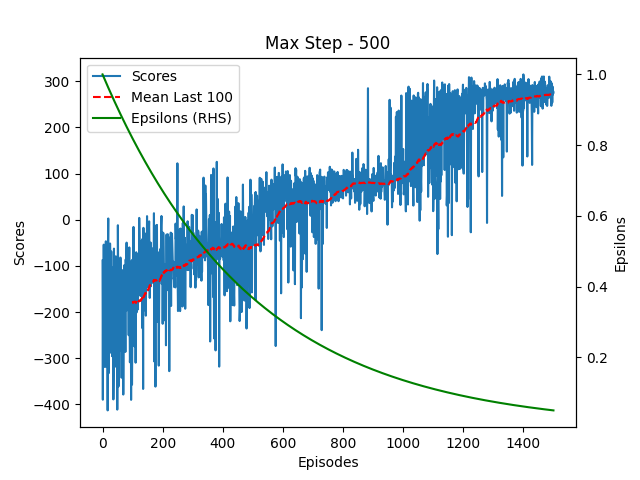 Max Step - 500
Scores
Mean Last 100
Epsilons (RHS)
300
200
100
0
−100
−200
−300
−400
Scores
1.0
0.8
0.6
0.4
0.2
Epsilons
0 200 400 600 800 1000 1200 1400
Episodes